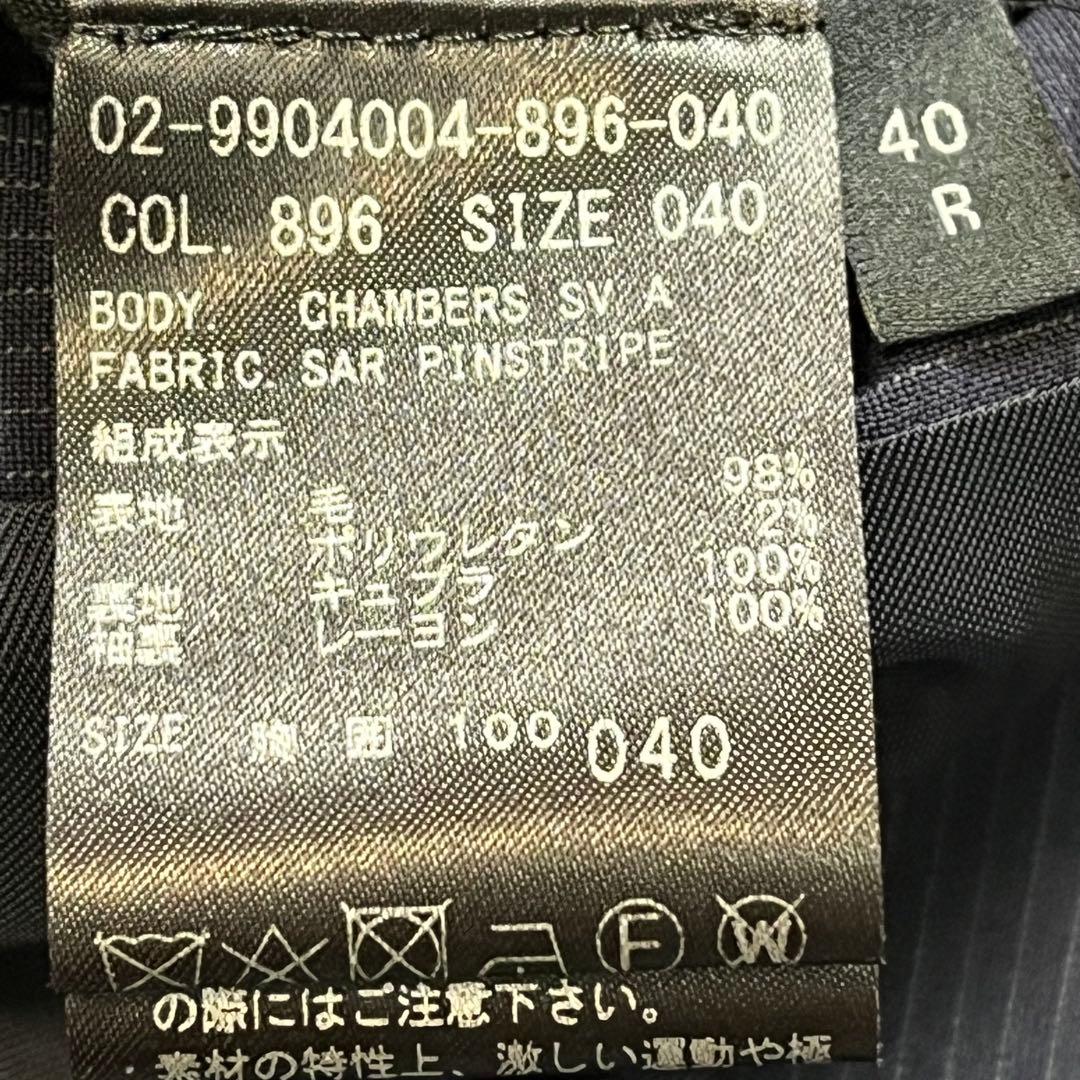 02-9904004-896-040
COL. 896 SIZE 040
BODY. CHAMBERS SV A
FABRIC. SAR PINSTRIPE
組成表示
表地 毛 98%
ポリウレタン 2%
裏地 キュプラ 100%
袖裏 レーヨン 100%
SIZE 胸囲 100 040
F W
の際にはご注意下さい。
素材の特性上、激しい運動や極
40
R